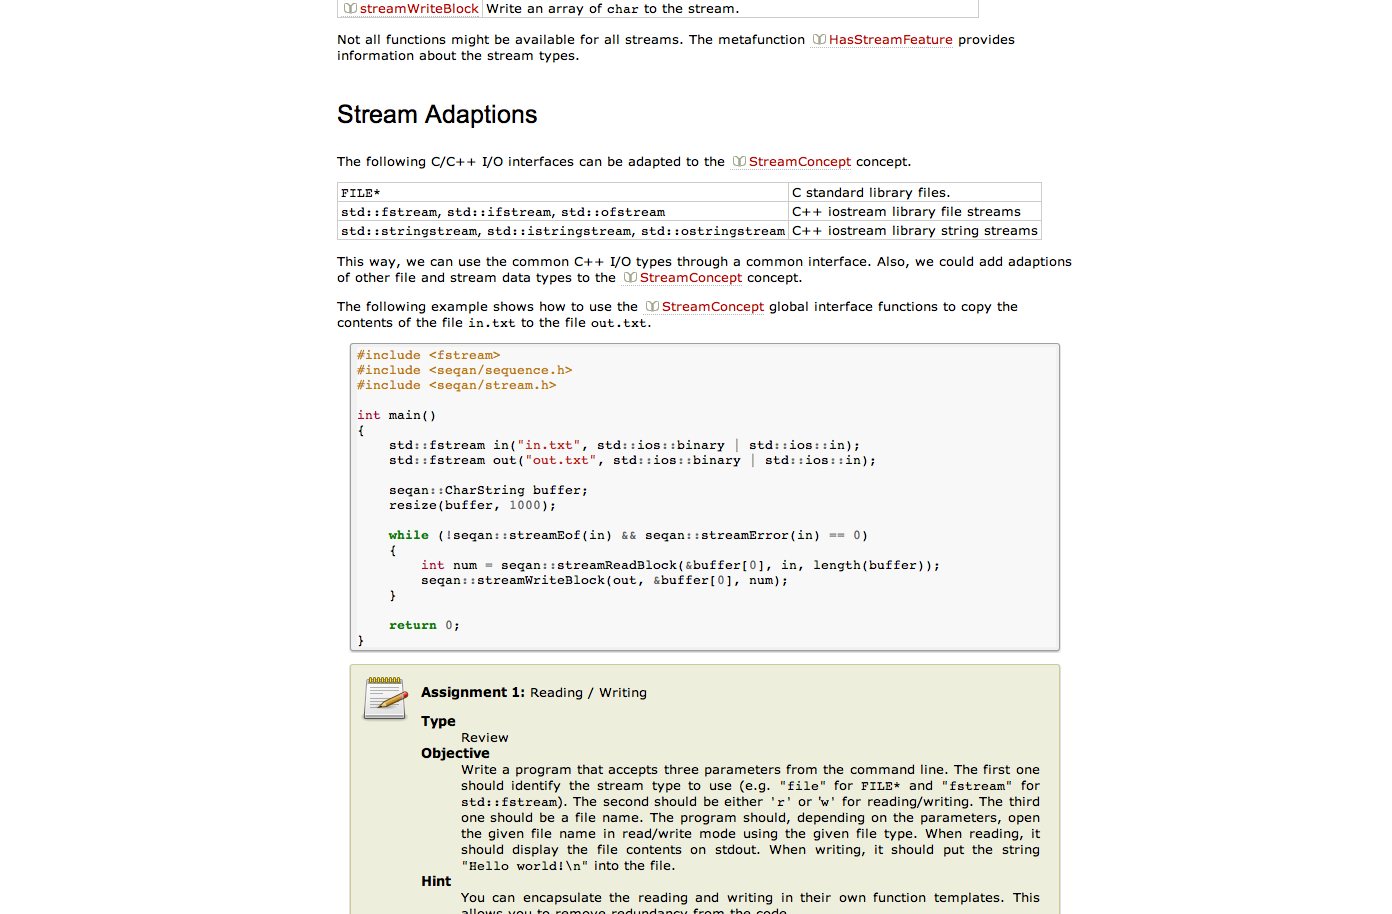 streamWriteBlock Write an array of char to the stream.
Not all functions might be available for all streams. The metafunction HasStreamFeature provides
information about the stream types.
Stream Adaptions
The following C/C++ I/O interfaces can be adapted to the StreamConcept concept.
FILE* C standard library files.
std::fstream, std::ifstream, std::ofstream C++ iostream library file streams
std::stringstream, std::istringstream, std::ostringstream C++ iostream library string streams
This way, we can use the common C++ I/O types through a common interface. Also, we could add adaptions
of other file and stream data types to the StreamConcept concept.
The following example shows how to use the StreamConcept global interface functions to copy the
contents of the file in.txt to the file out.txt.
#include <fstream>
#include <seqan/sequence.h>
#include <seqan/stream.h>
int main()
{
    std::fstream in("in.txt", std::ios::binary | std::ios::in);
    std::fstream out("out.txt", std::ios::binary | std::ios::in);
    seqan::CharString buffer;
    resize(buffer, 1000);
    while (!seqan::streamEof(in) && seqan::streamError(in) == 0)
    {
        int num = seqan::streamReadBlock(&buffer[0], in, length(buffer));
        seqan::streamWriteBlock(out, &buffer[0], num);
    }
    return 0;
}
Assignment 1: Reading / Writing
Type
Review
Objective
Write a program that accepts three parameters from the command line. The first one
should identify the stream type to use (e.g. "file" for FILE* and "fstream" for
std::fstream). The second should be either 'r' or 'w' for reading/writing. The third
one should be a file name. The program should, depending on the parameters, open
the given file name in read/write mode using the given file type. When reading, it
should display the file contents on stdout. When writing, it should put the string
"Hello world!\n" into the file.
Hint
You can encapsulate the reading and writing in their own function templates. This
allows you to remove redundancy from the code.